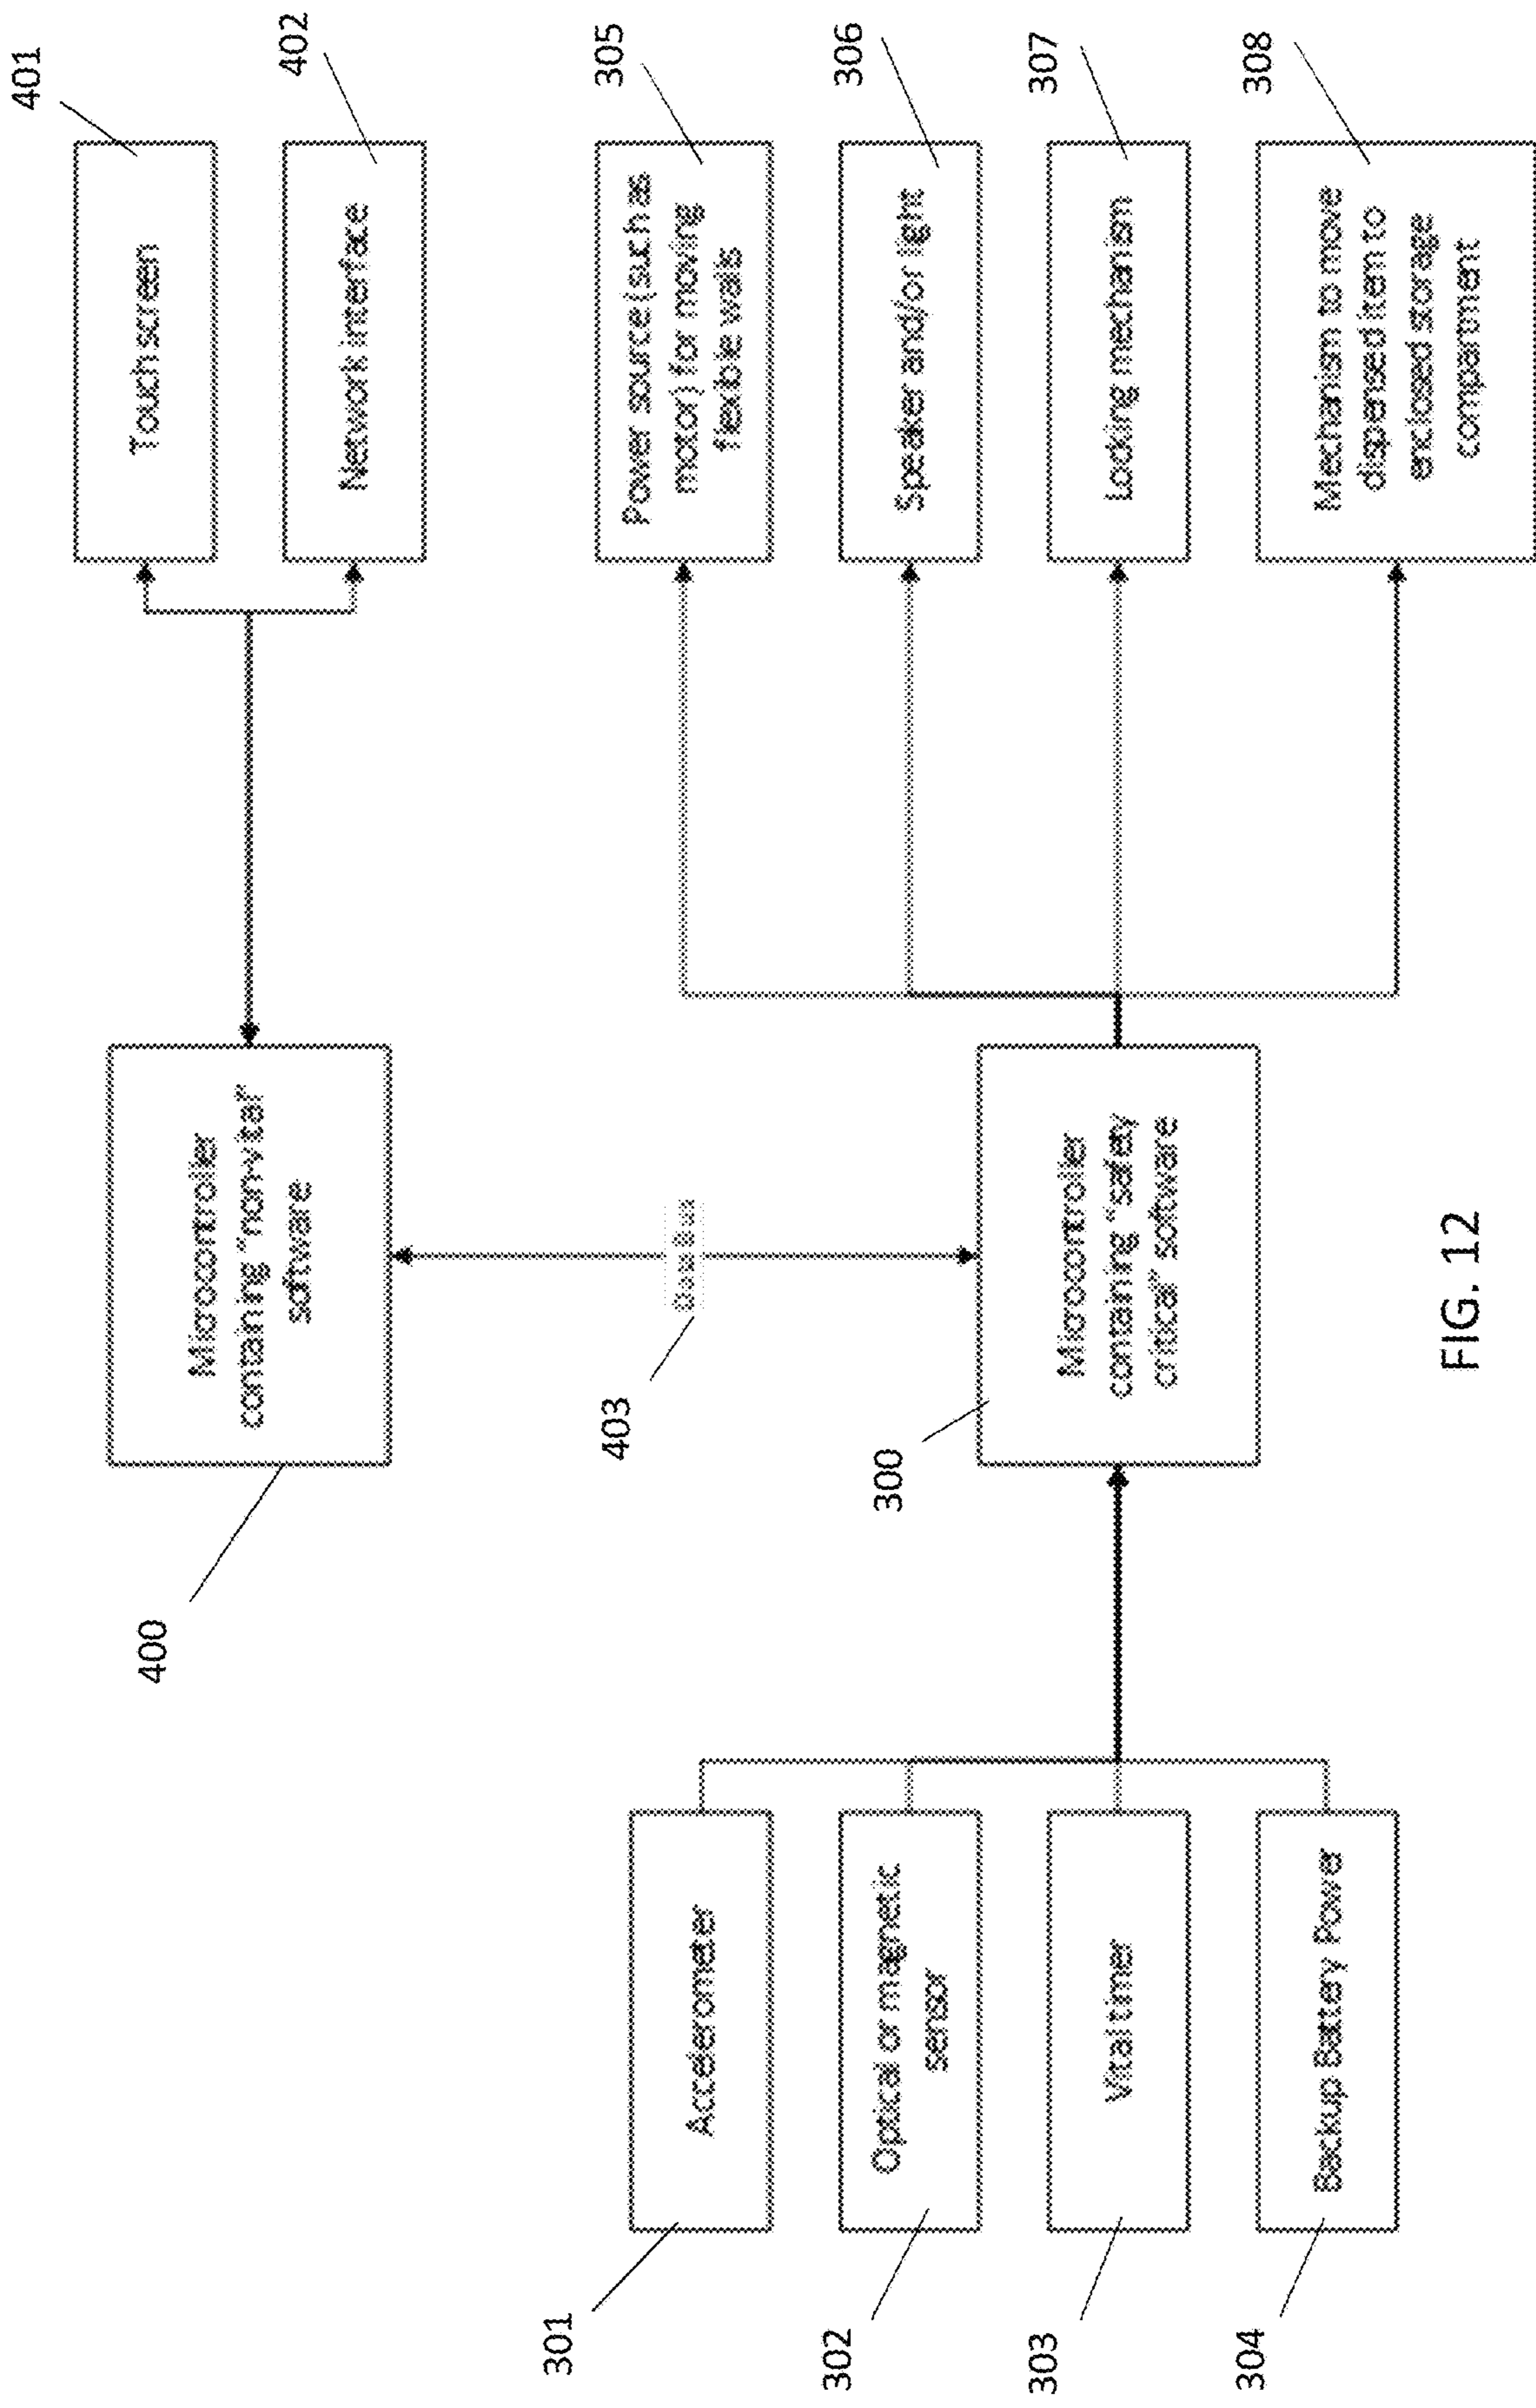 401
Touch screen
402
Network interface
400
Microcontroller
containing "non-vital"
software
403
Data Bus
305
Power source (such as
motor) for moving
flexible walls
306
Speaker and/or light
307
Locking mechanism
308
Mechanism to move
dispensed item to
enclosed storage
compartment
300
Microcontroller
containing "safety
critical" software
301
Accelerometer
302
Optical or magnetic
sensor
303
Vital timer
304
Backup Battery Power
FIG. 12